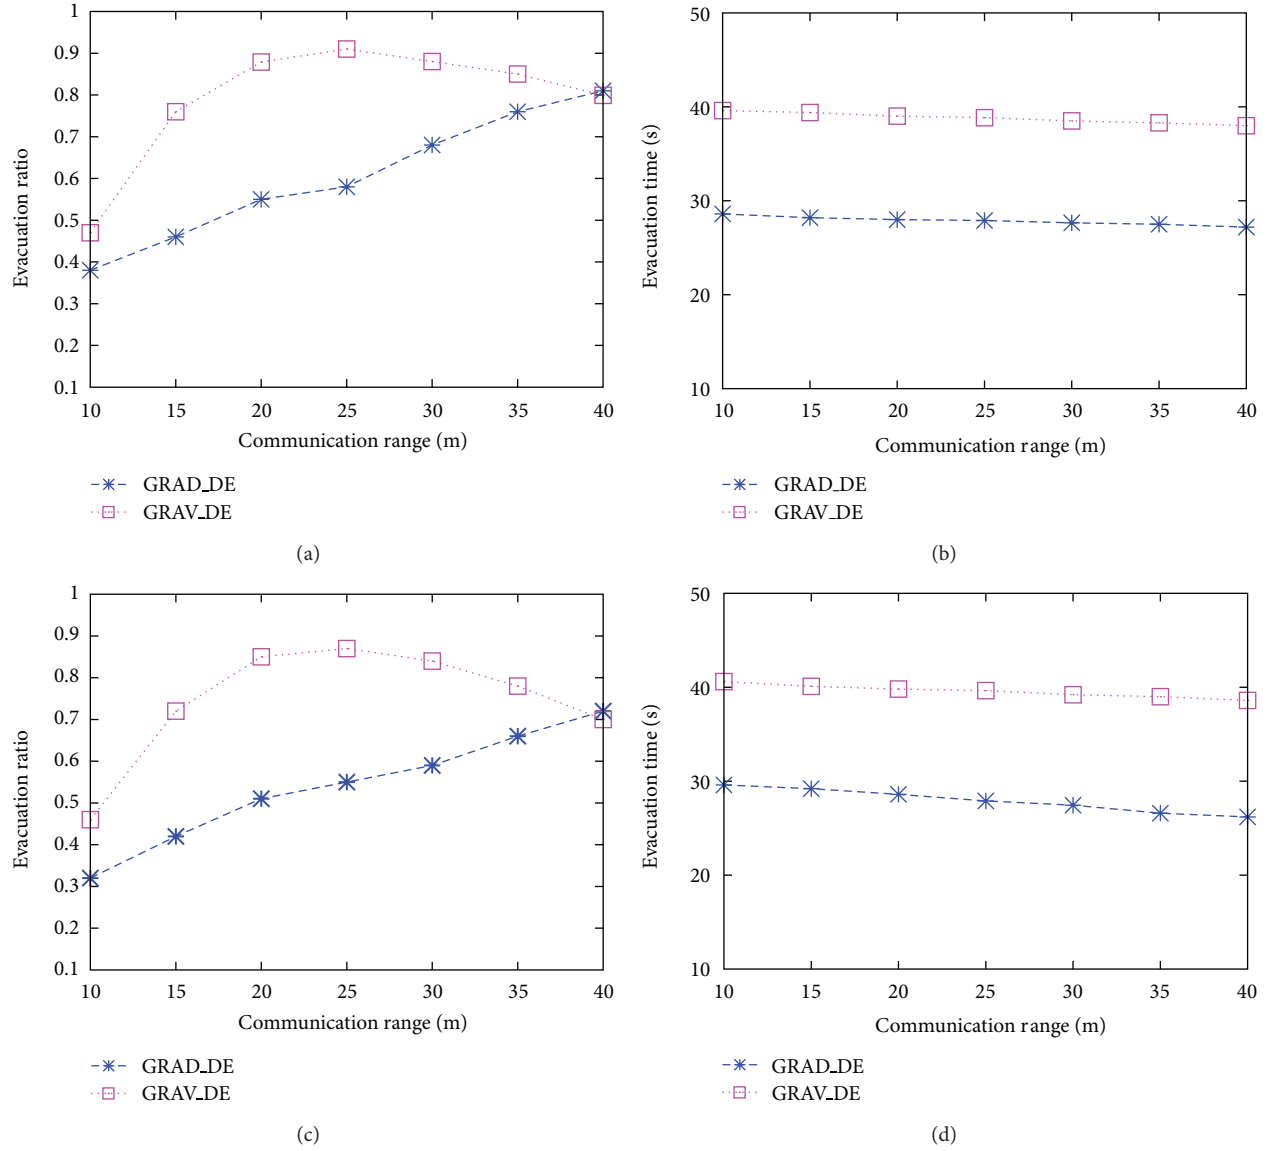 1
0.9
0.8
0.7
0.6
0.5
0.4
0.3
0.2
0.1
Evacuation ratio
10 15 20 25 30 35 40
Communication range (m)
GRAD_DE
GRAV_DE
(a)
50
40
30
20
10
Evacuation time (s)
10 15 20 25 30 35 40
Communication range (m)
GRAD_DE
GRAV_DE
(b)
1
0.9
0.8
0.7
0.6
0.5
0.4
0.3
0.2
0.1
Evacuation ratio
10 15 20 25 30 35 40
Communication range (m)
GRAD_DE
GRAV_DE
(c)
50
40
30
20
10
Evacuation time (s)
10 15 20 25 30 35 40
Communication range (m)
GRAD_DE
GRAV_DE
(d)